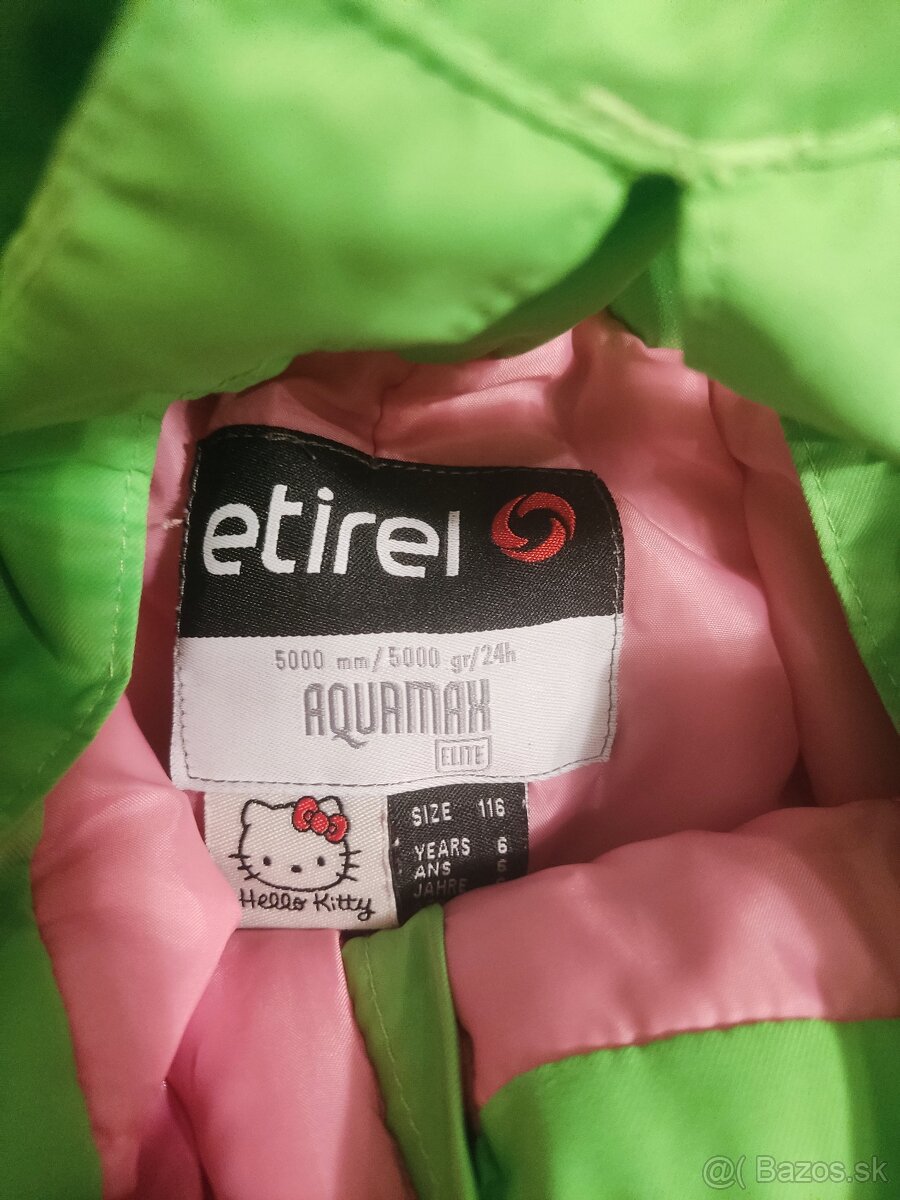 etirel
5000 mm/5000 gr/24h
AQUAMAX
ELITE
Hello Kitty
SIZE 116
YEARS 6
ANS 6
JAHRE
@( Bazos.sk